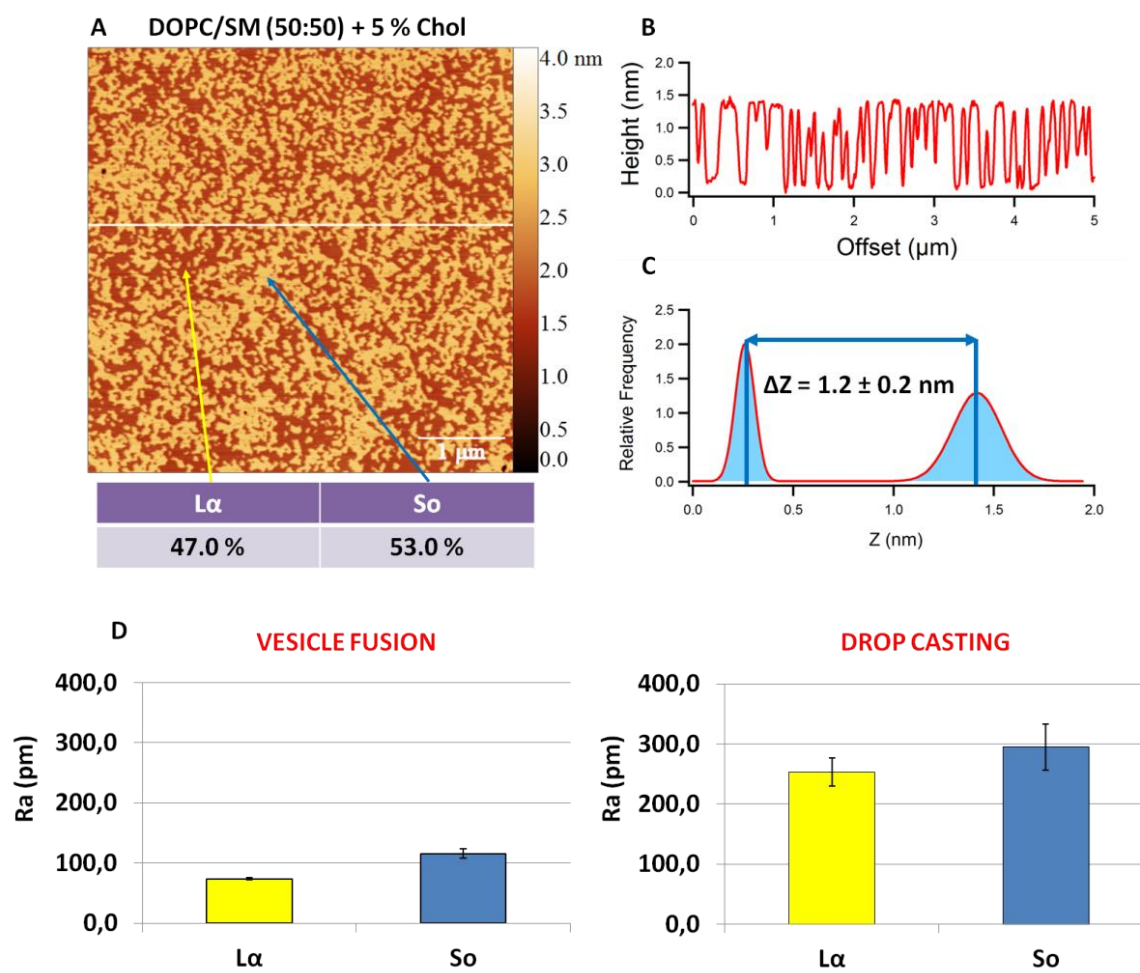 A
DOPC/SM (50:50) + 5 % Chol
4.0 nm
3.0
2.5
2.0
1.5
1.0
0.5
0.0
1 µm
Lα So
47.0 % 53.0 %
B
Height (nm)
2.0
1.5
1.0
0.5
0.0
0 1 2 3 4 5
Offset (µm)
C
Relative Frequency
2.5
2.0
1.5
1.0
0.5
0.0
ΔZ = 1.2 ± 0.2 nm
0.0 0.5 1.0 1.5 2.0
Z (nm)
D
VESICLE FUSION
Ra (pm)
400,0
300,0
200,0
100,0
0,0
Lα So
DROP CASTING
Ra (pm)
400,0
300,0
200,0
100,0
0,0
Lα So